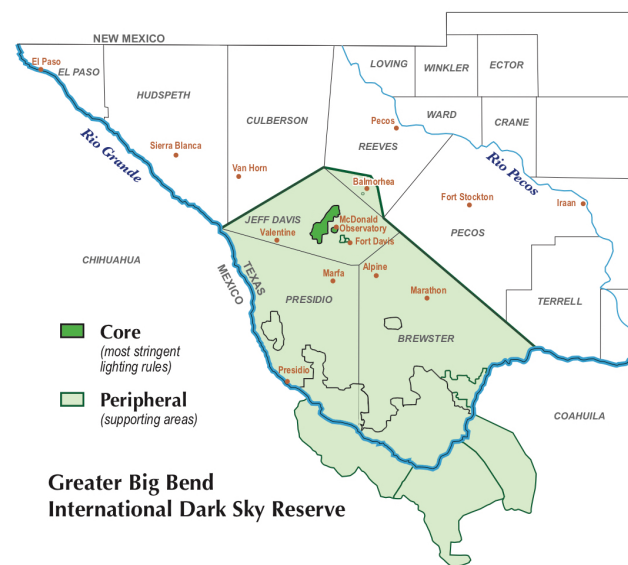 NEW MEXICO
El Paso
EL PASO
HUDSPETH
CULBERSON
LOVING
WINKLER
ECTOR
WARD
CRANE
REEVES
Pecos
Rio Grande
Sierra Blanca
Van Horn
Balmorhea
Rio Pecos
Fort Stockton
Iraan
JEFF DAVIS
McDonald
Observatory
Valentine
Fort Davis
PECOS
CHIHUAHUA
TEXAS
MEXICO
Marfa
Alpine
PRESIDIO
Marathon
TERRELL
BREWSTER
Presidio
COAHUILA
Core
(most stringent
lighting rules)
Peripheral
(supporting areas)
Greater Big Bend
International Dark Sky Reserve